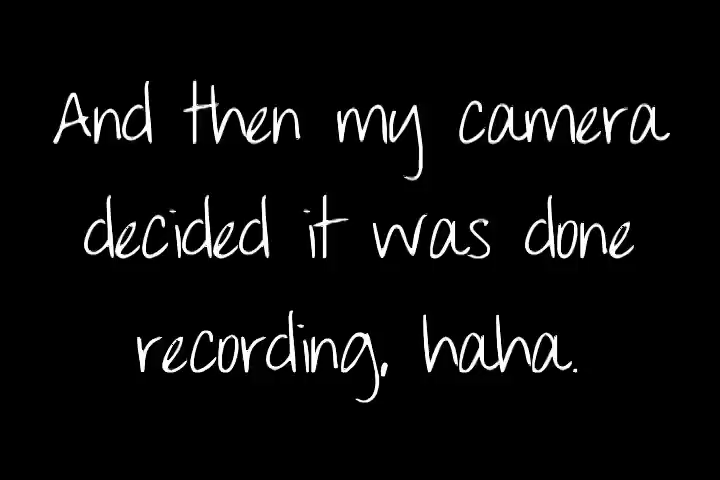 And then my camera
decided it was done
recording, haha.